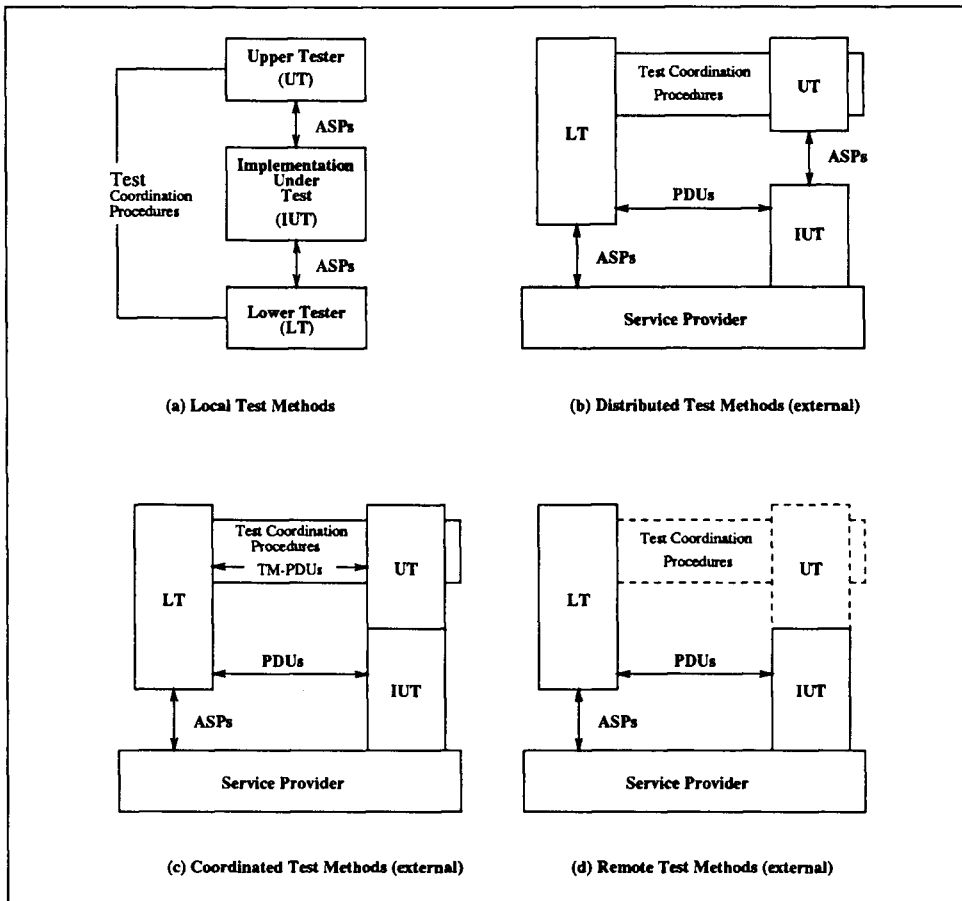 Upper Tester
(UT)
ASPs
Implementation
Under
Test
(IUT)
Test
Coordination
Procedures
ASPs
Lower Tester
(LT)
(a) Local Test Methods
Test Coordination
Procedures
UT
LT
ASPs
PDUs
IUT
ASPs
Service Provider
(b) Distributed Test Methods (external)
Test Coordination
Procedures
TM-PDUs
UT
LT
PDUs
IUT
ASPs
Service Provider
(c) Coordinated Test Methods (external)
Test Coordination
Procedures
UT
LT
PDUs
IUT
ASPs
Service Provider
(d) Remote Test Methods (external)